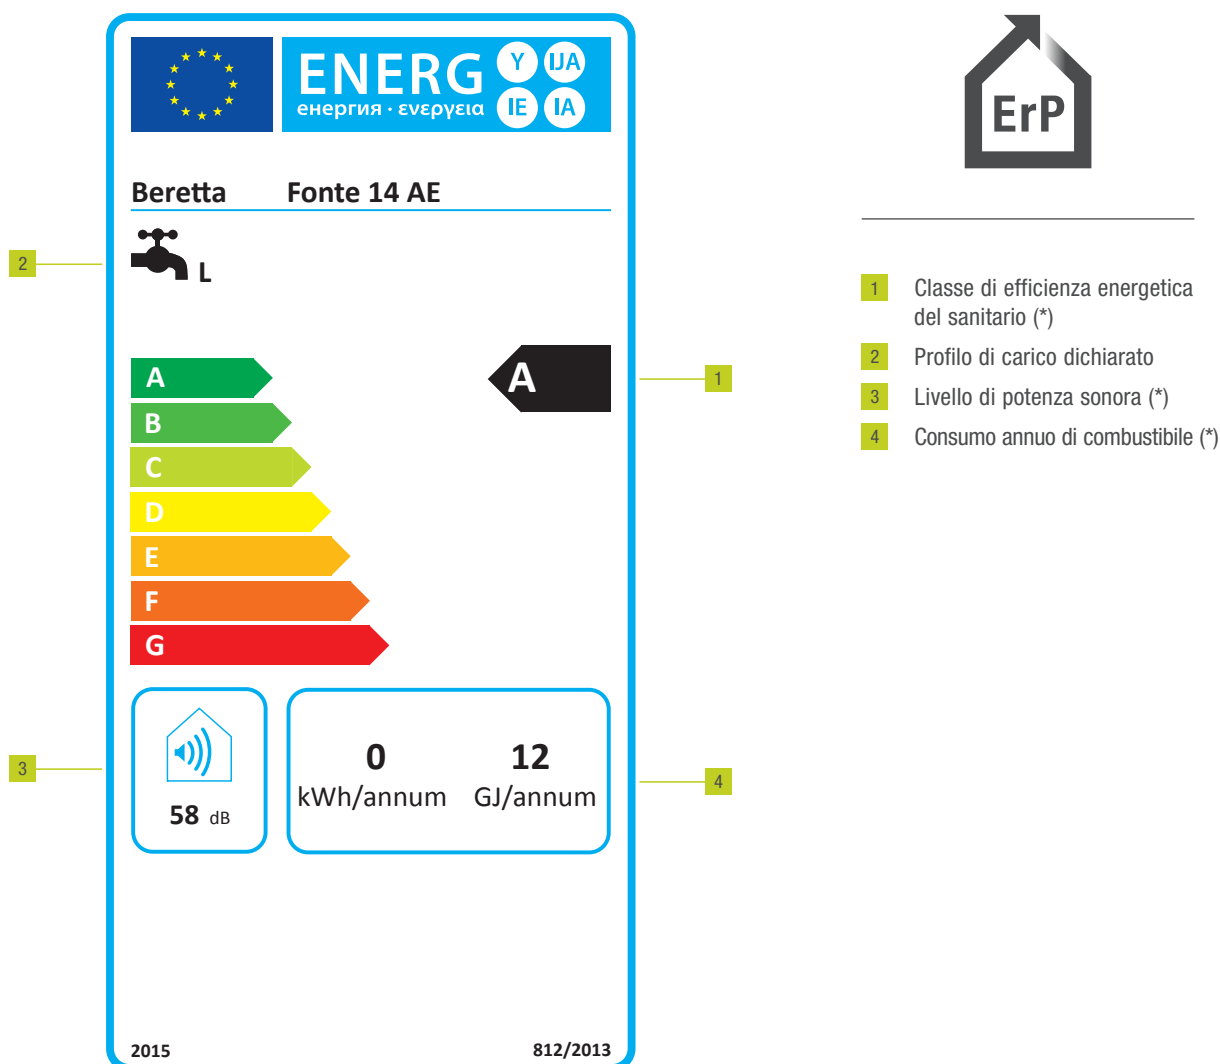 ENERG
Y IJA
IE IA
енергия · ενεργεια
Beretta Fonte 14 AE
2
L
A
B
C
D
E
F
G
A
1
3
58 dB
0
kWh/annum
12
GJ/annum
4
2015
812/2013
ErP
1 Classe di efficienza energetica
del sanitario (*)
2 Profilo di carico dichiarato
3 Livello di potenza sonora (*)
4 Consumo annuo di combustibile (*)